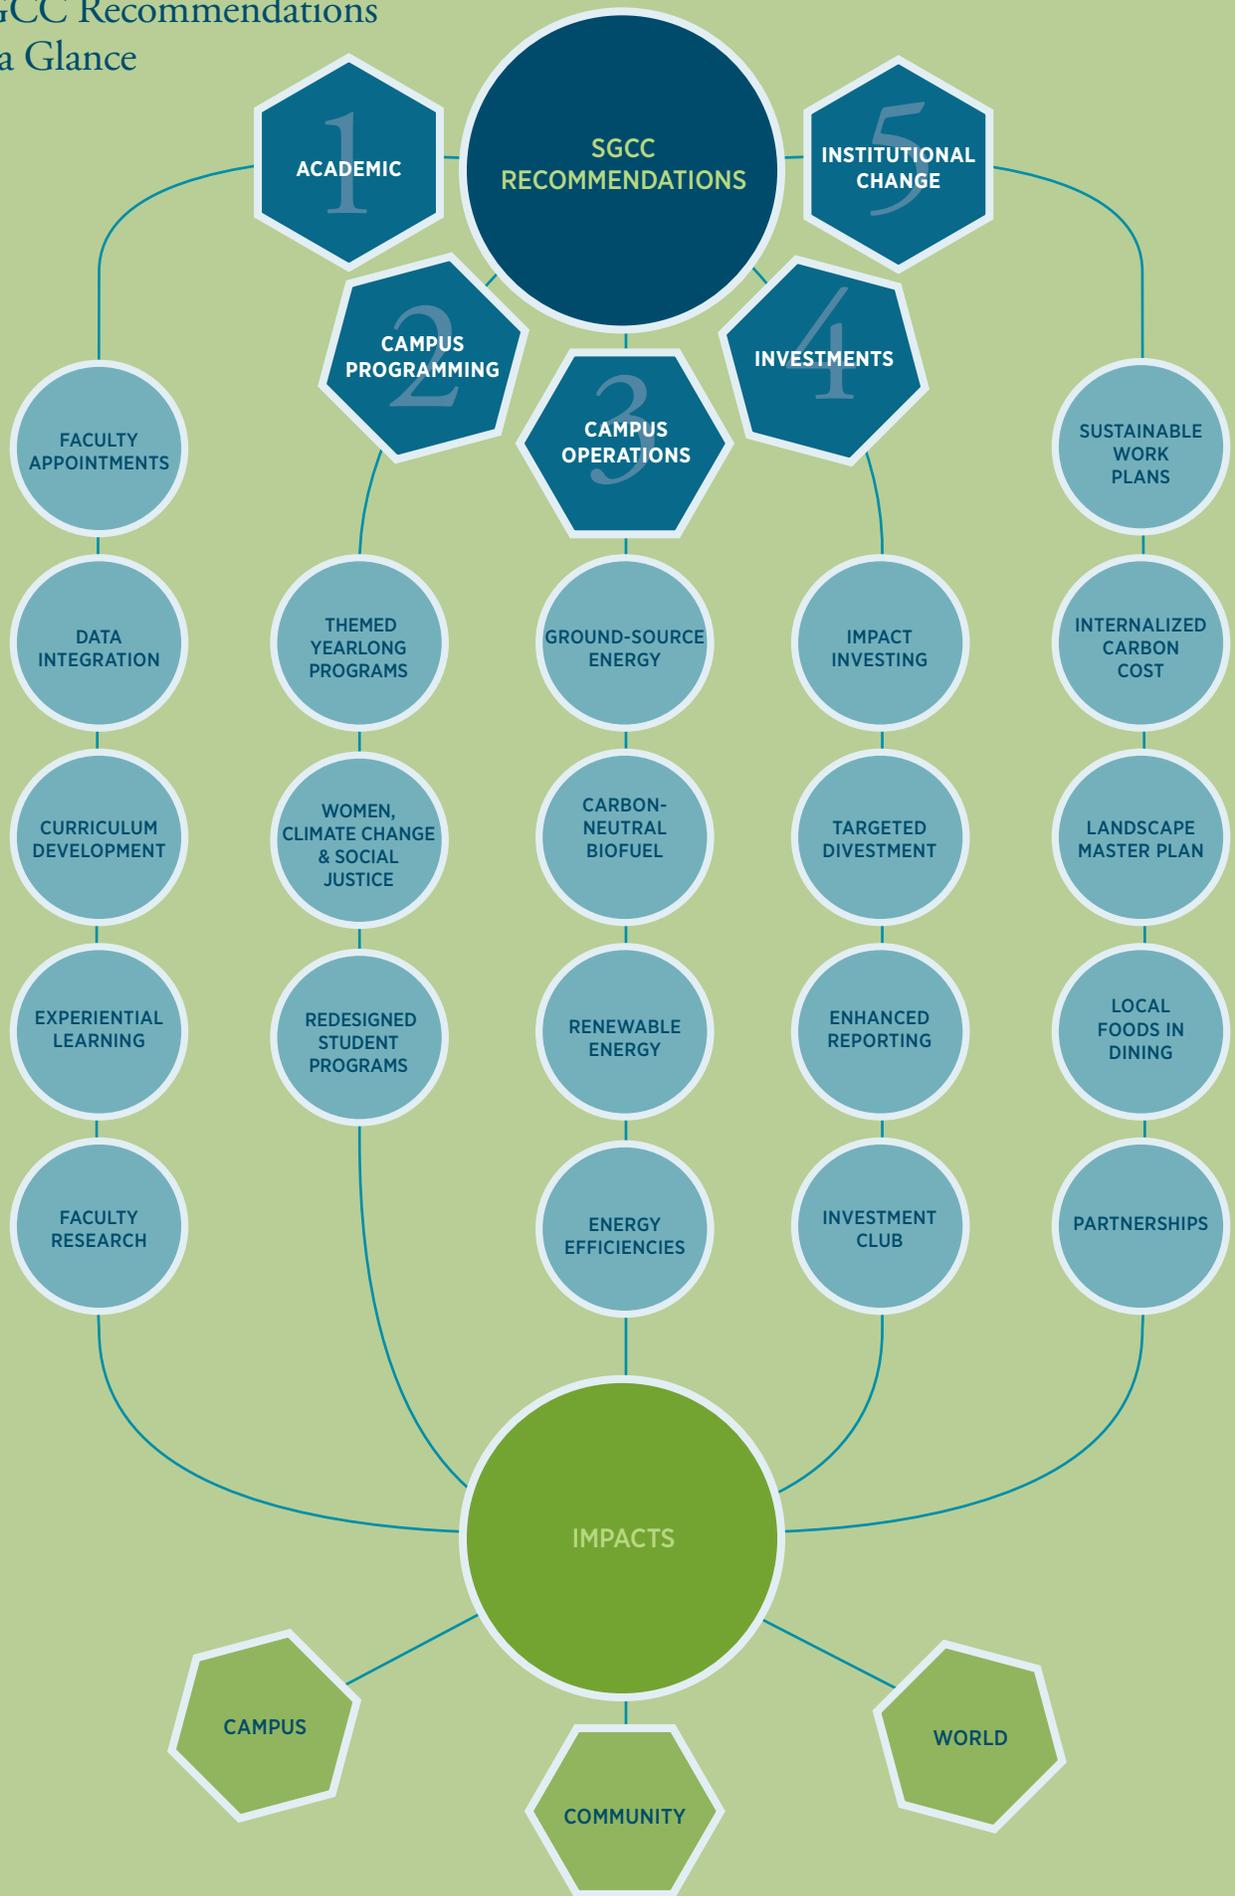 GCC Recommendations
a Glance
SGCC
RECOMMENDATIONS
1
ACADEMIC
FACULTY
APPOINTMENTS
DATA
INTEGRATION
CURRICULUM
DEVELOPMENT
EXPERIENTIAL
LEARNING
FACULTY
RESEARCH
2
CAMPUS
PROGRAMMING
THEMED
YEARLONG
PROGRAMS
WOMEN,
CLIMATE CHANGE
& SOCIAL
JUSTICE
REDESIGNED
STUDENT
PROGRAMS
3
CAMPUS
OPERATIONS
GROUND-SOURCE
ENERGY
CARBON-
NEUTRAL
BIOFUEL
RENEWABLE
ENERGY
ENERGY
EFFICIENCIES
4
INVESTMENTS
IMPACT
INVESTING
TARGETED
DIVESTMENT
ENHANCED
REPORTING
INVESTMENT
CLUB
5
INSTITUTIONAL
CHANGE
SUSTAINABLE
WORK
PLANS
INTERNALIZED
CARBON
COST
LANDSCAPE
MASTER PLAN
LOCAL
FOODS IN
DINING
PARTNERSHIPS
IMPACTS
CAMPUS
COMMUNITY
WORLD